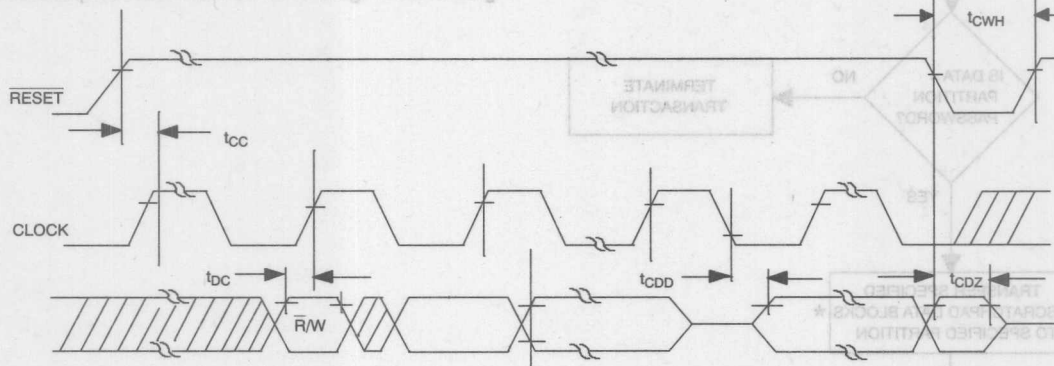 tCWH
RESET
IS DATA
PARTITION
PASSWORD?
NO
TERMINATE
TRANSACTION
tCC
YES
CLOCK
tDC
tCDD
tCDZ
R/W
TRANSFER SPECIFIED
SCRATCHPAD DATA BLOCKS *
TO SPECIFIED PARTITION